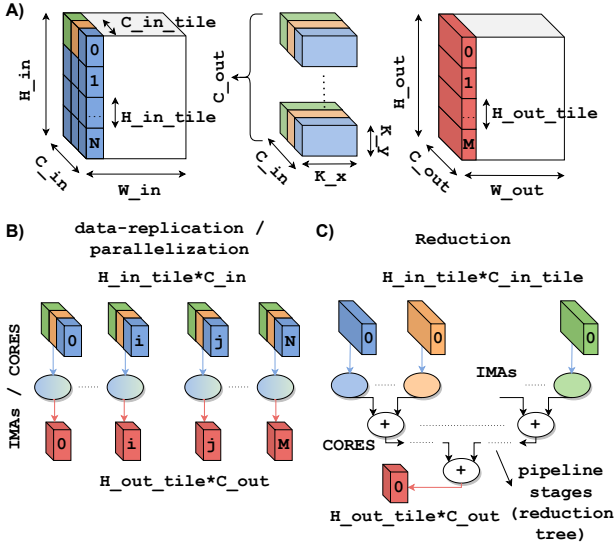 A)
C_in_tile
H_in
0
1
...
N
H_in_tile
C_in
W_in
C_out
C_in
K_x
K_y
H_out
0
1
...
M
H_out_tile
C_out
W_out
B)
data-replication /
parallelization
H_in_tile*C_in
IMAs / CORES
0
i
j
N
0
i
j
M
H_out_tile*C_out
C)
Reduction
H_in_tile*C_in_tile
0
0
0
IMAs
+
+
CORES
+
0
H_out_tile*C_out
pipeline
stages
(reduction
tree)